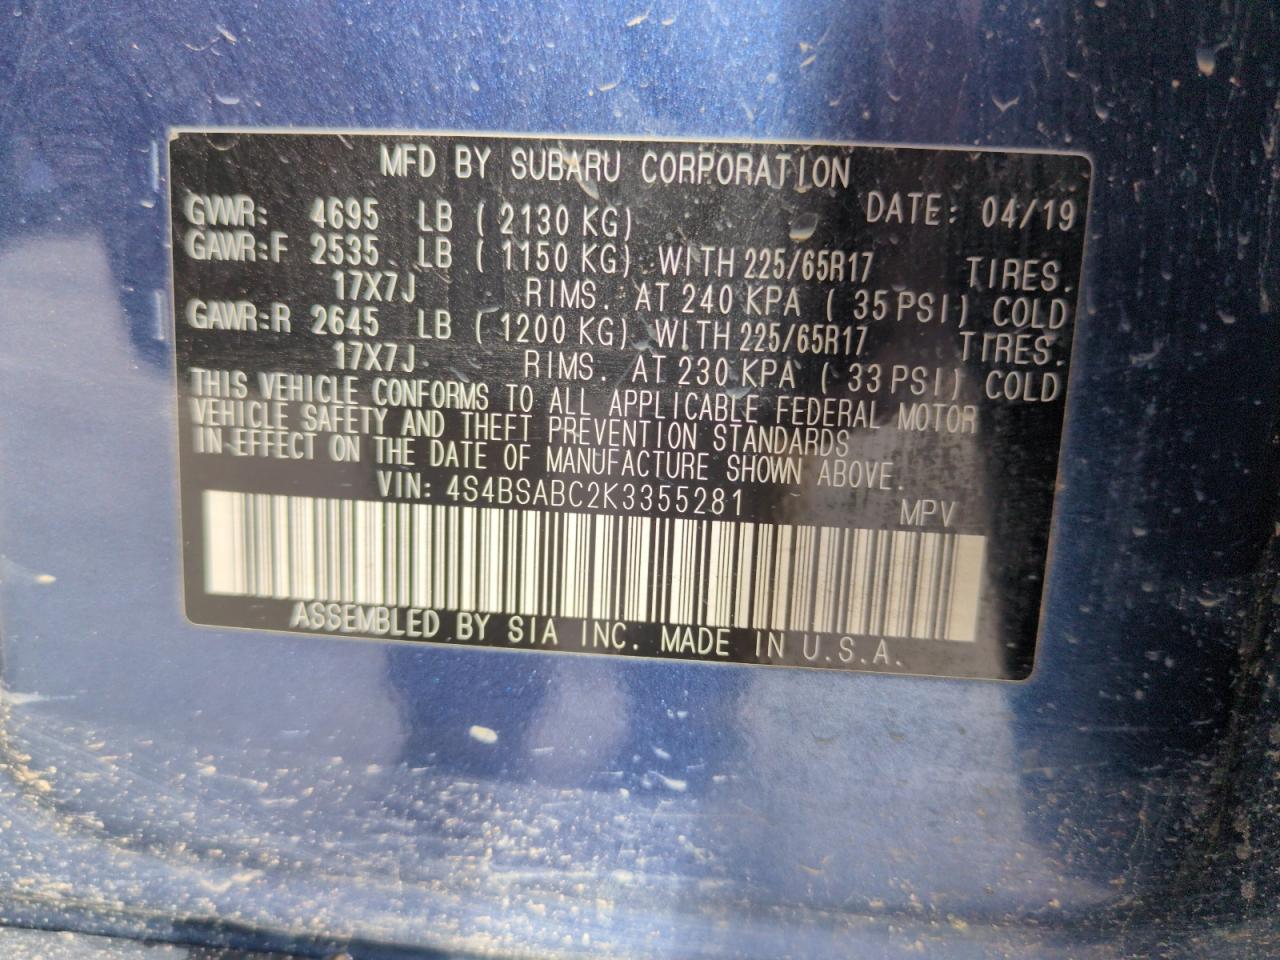 MFD BY SUBARU CORPORATION
GVWR: 4695 LB ( 2130 KG) DATE: 04/19
GAWR:F 2535 LB ( 1150 KG) WITH 225/65R17 TIRES.
17X7J RIMS. AT 240 KPA ( 35 PSI) COLD
GAWR:R 2645 LB ( 1200 KG) WITH 225/65R17 TIRES.
17X7J RIMS. AT 230 KPA ( 33 PSI) COLD
THIS VEHICLE CONFORMS TO ALL APPLICABLE FEDERAL MOTOR
VEHICLE SAFETY AND THEFT PREVENTION STANDARDS
IN EFFECT ON THE DATE OF MANUFACTURE SHOWN ABOVE.
VIN: 4S4BSABC2K3355281 MPV
ASSEMBLED BY SIA INC. MADE IN U.S.A.